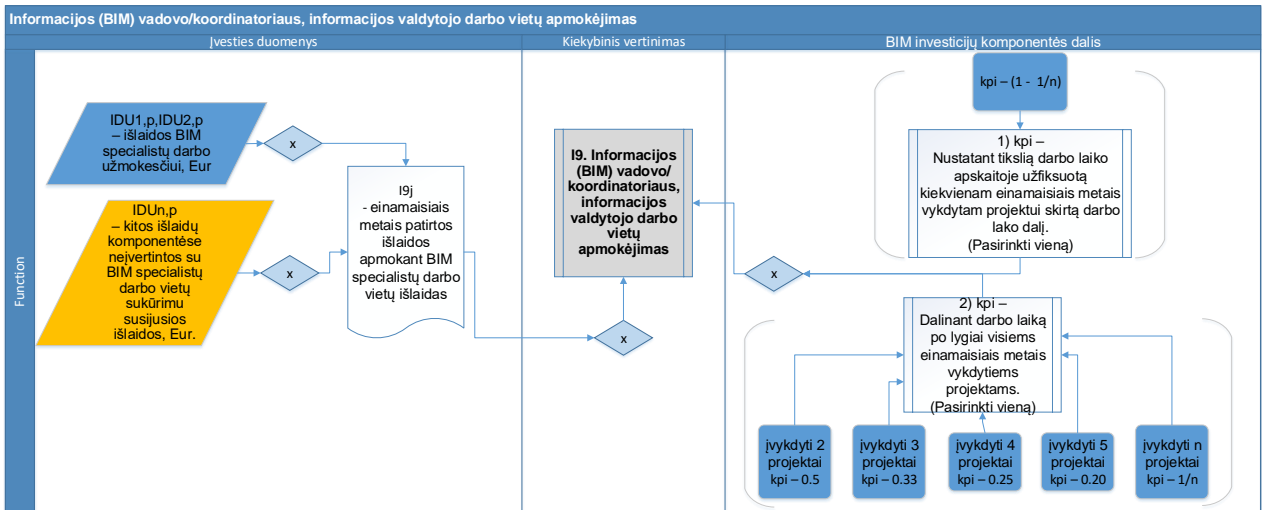 Informacijos (BIM) vadovo/koordinatoriaus, informacijos valdytojo darbo vietų apmokėjimas
Įvesties duomenys
Kiekybinis vertinimas
BIM investicijų komponentės dalis
Function
IDU1,p,IDU2,p
– išlaidos BIM
specialistų darbo
užmokesčiui, Eur
x
IDUn,p
– kitos išlaidų
komponentėse
neįvertintos su
BIM specialistų
darbo vietų
sukūrimu
susijusios
išlaidos, Eur.
x
I9j
- einamaisiais
metais patirtos
išlaidos
apmokant BIM
specialistų darbo
vietų išlaidas
I9. Informacijos
(BIM) vadovo/
koordinatoriaus,
informacijos
valdytojo darbo
vietų
apmokėjimas
x
x
kpi – (1 - 1/n)
1) kpi –
Nustatant tikslią darbo laiko
apskaitoje užfiksuotą
kiekvienam einamaisiais metais
vykdytam projektui skirtą darbo
lako dalį.
(Pasirinkti vieną)
2) kpi –
Dalinant darbo laiką
po lygiai visiems
einamaisiais metais
vykdytiems
projektams.
(Pasirinkti vieną)
įvykdyti 2
projektai
kpi – 0.5
įvykdyti 3
projektai
kpi – 0.33
įvykdyti 4
projektai
kpi – 0.25
įvykdyti 5
projektai
kpi – 0.20
įvykdyti n
projektai
kpi – 1/n